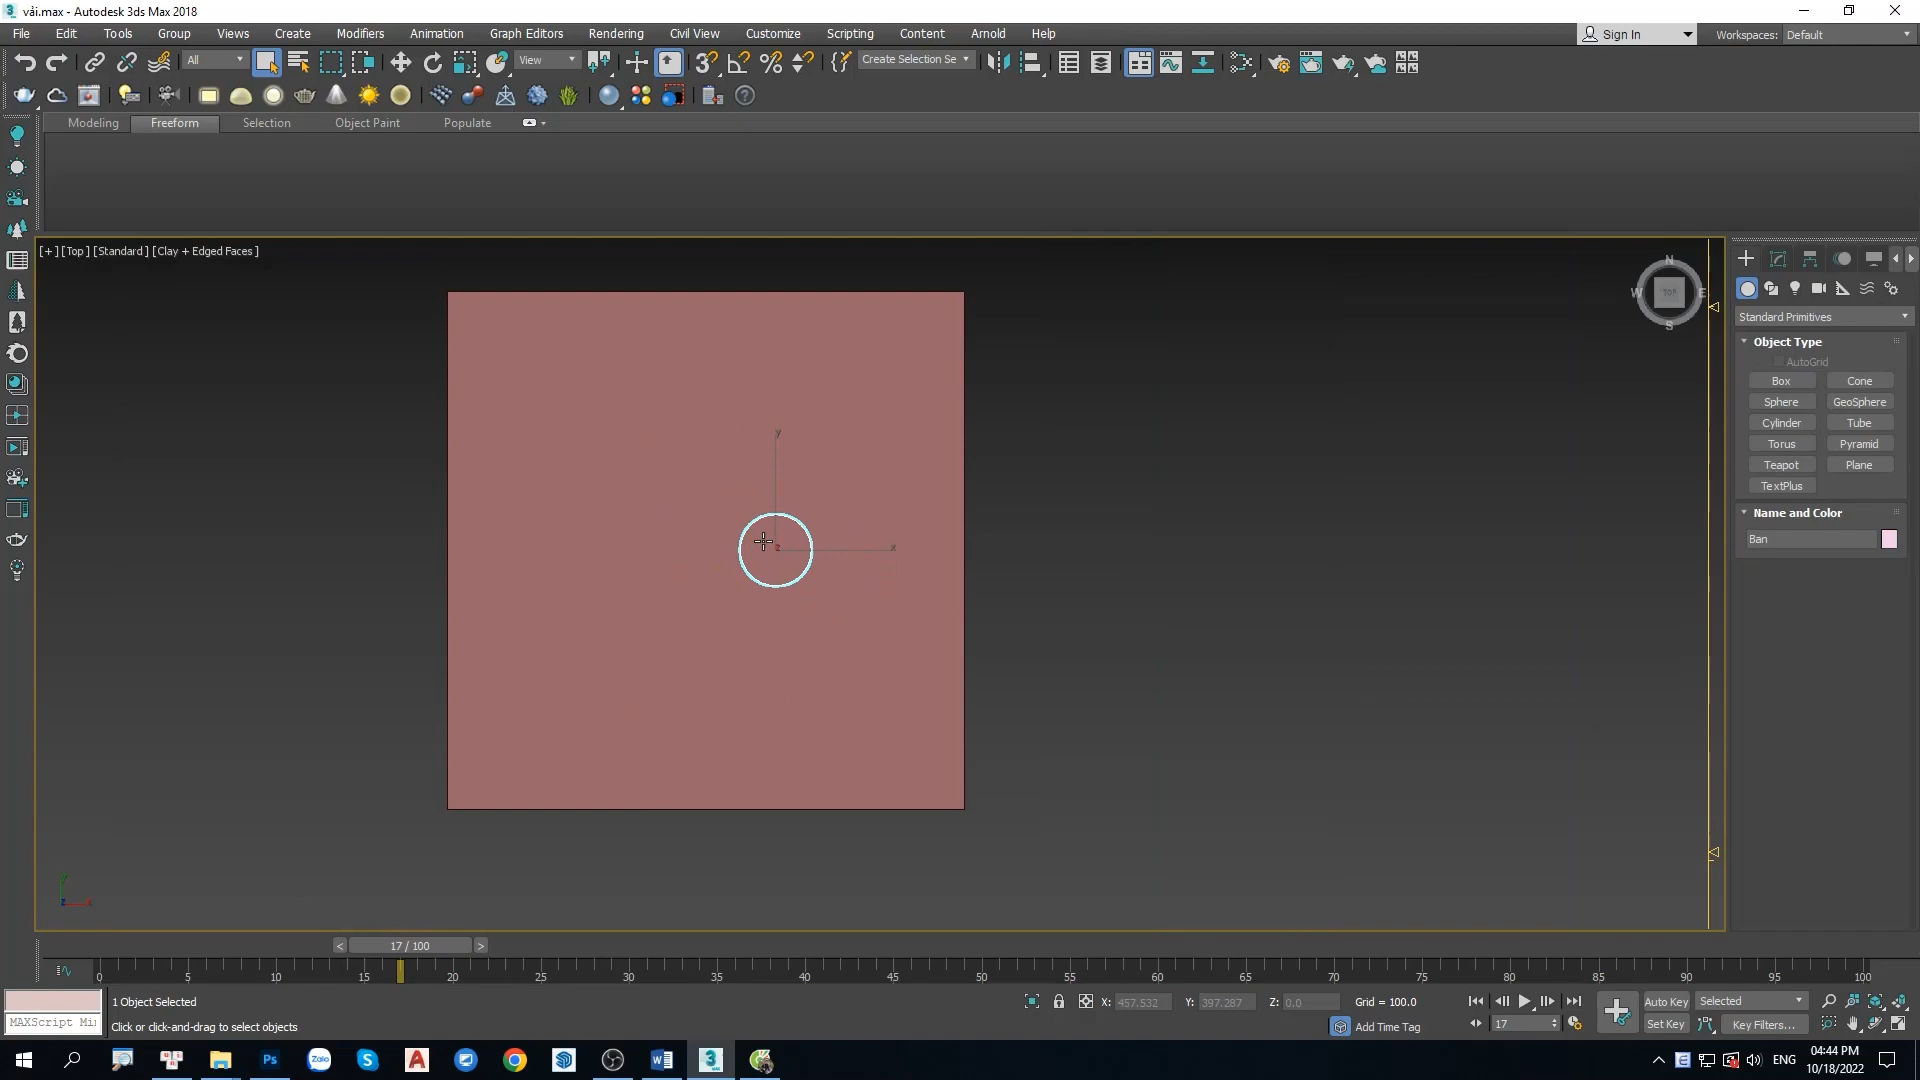 vải.max - Autodesk 3ds Max 2018
File Edit Tools Group Views Create Modifiers Animation Graph Editors Rendering Civil View Customize Scripting Content Arnold Help
Sign In Workspaces: Default
All View Create Selection Se
Modeling Freeform Selection Object Paint Populate
[+] [Top] [Standard] [Clay + Edged Faces]
N
W TOP E
S
y
z x
y
z x
Standard Primitives
Object Type
AutoGrid
Box Cone
Sphere GeoSphere
Cylinder Tube
Torus Pyramid
Teapot Plane
TextPlus
Name and Color
Ban
< 17 / 100 >
0 5 10 15 20 25 30 35 40 45 50 55 60 65 70 75 80 85 90 95 100
1 Object Selected X: 457.532 Y: 397.287 Z: 0.0 Grid = 100.0 Auto Key Selected
MAXScript Mi
Click or click-and-drag to select objects Add Time Tag 17 Set Key Key Filters...
Ps Zalo ENG 04:44 PM
10/18/2022